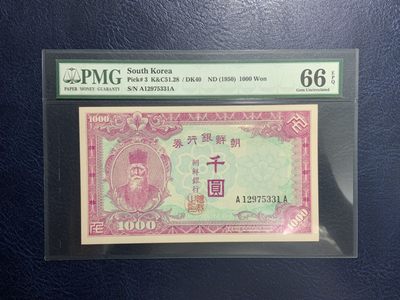 PMG
PAPER MONEY GUARANTY
South Korea
Pick# 3 K&C51.28 / DK40 ND (1950) 1000 Won
S/N A12975331A
66 EPQ
Gem Uncirculated
1000
券行銀鮮朝
千
圓
朝鮮銀行
A12975331A
1000
1000